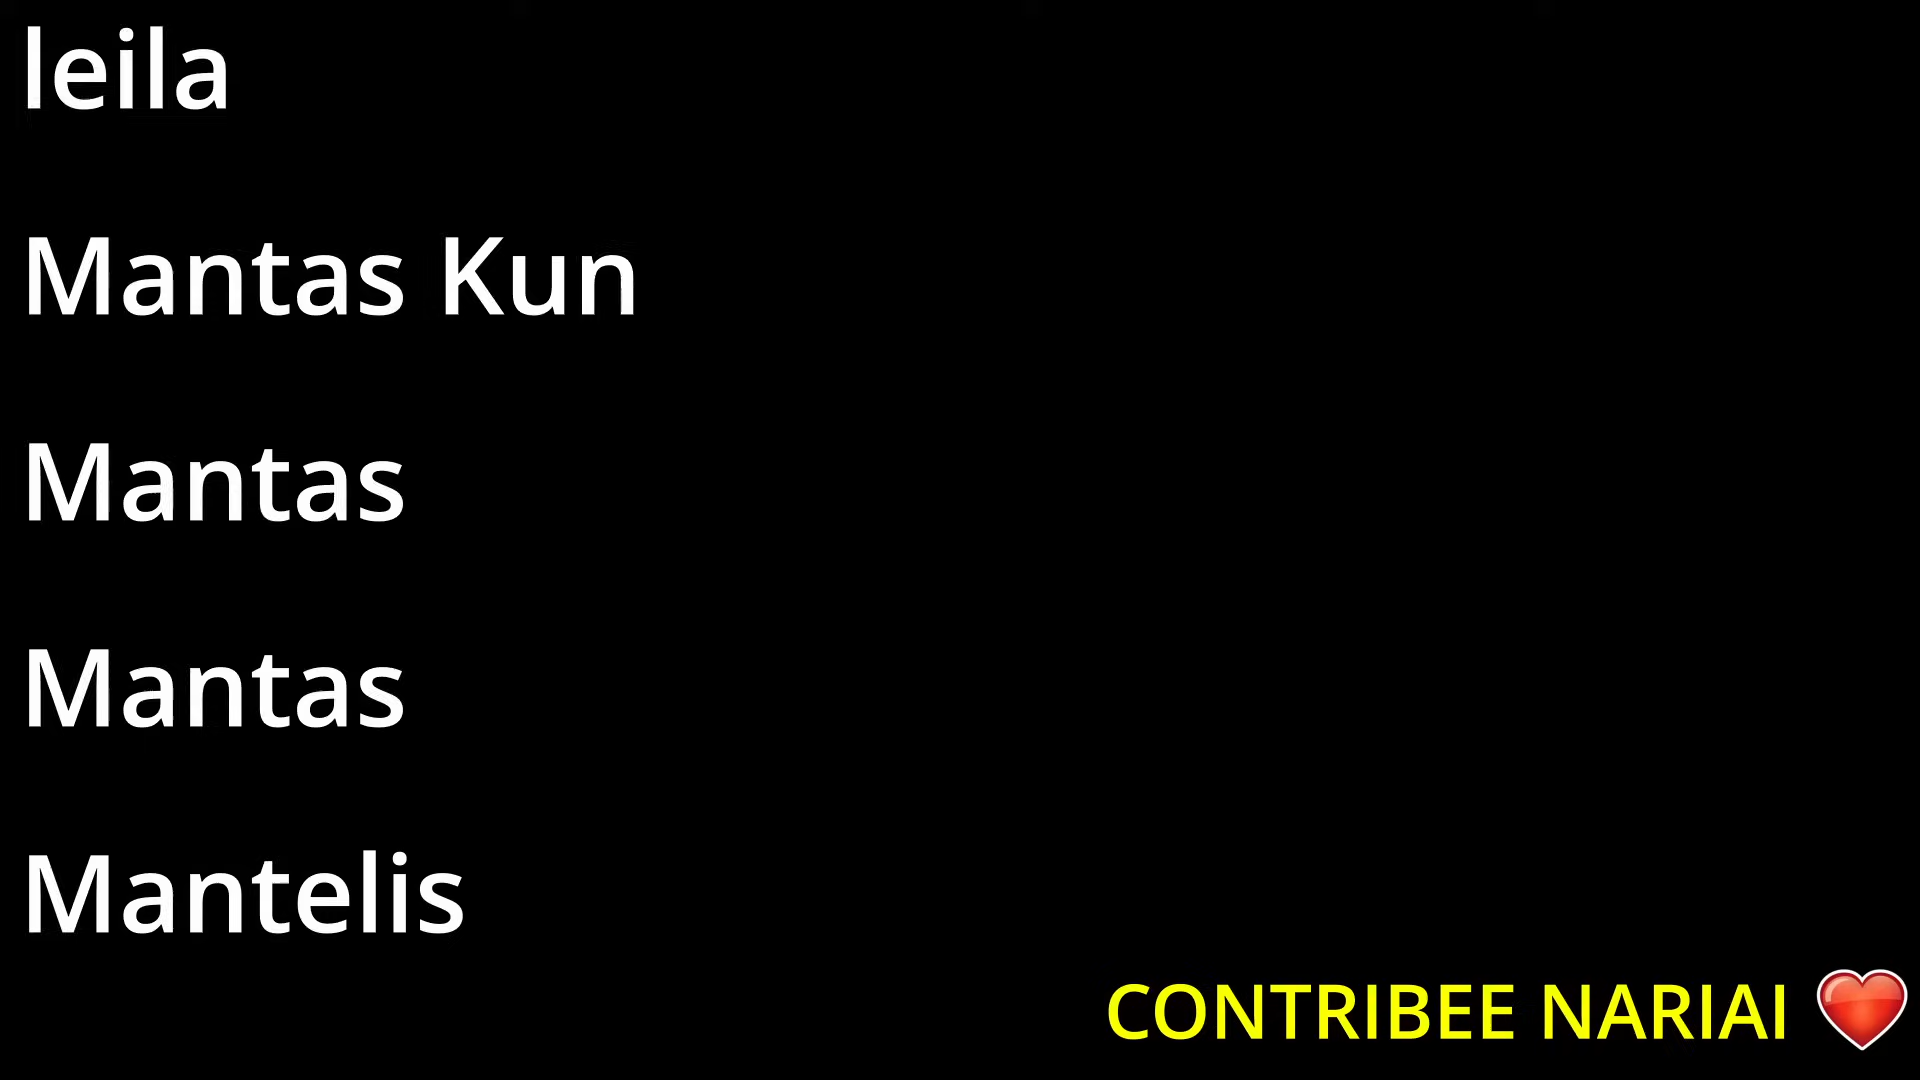 leila
Mantas Kun
Mantas
Mantas
Mantelis
CONTRIBEE NARIAI